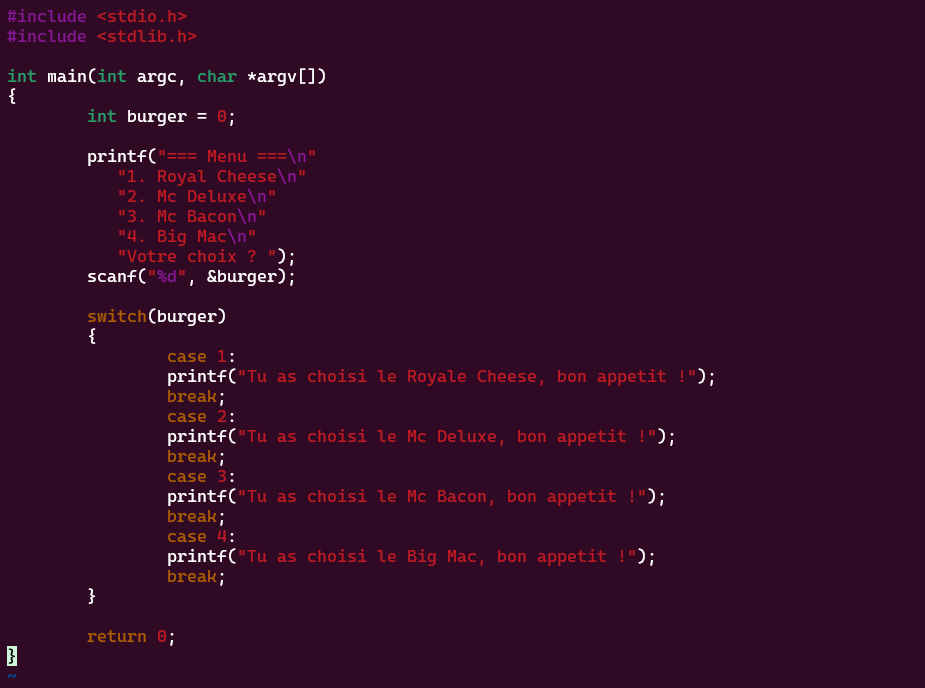 #include <stdio.h>
#include <stdlib.h>

int main(int argc, char *argv[])
{
        int burger = 0;

        printf("=== Menu ===\n"
           "1. Royal Cheese\n"
           "2. Mc Deluxe\n"
           "3. Mc Bacon\n"
           "4. Big Mac\n"
           "Votre choix ? ");
        scanf("%d", &burger);

        switch(burger)
        {
                case 1:
                printf("Tu as choisi le Royale Cheese, bon appetit !");
                break;
                case 2:
                printf("Tu as choisi le Mc Deluxe, bon appetit !");
                break;
                case 3:
                printf("Tu as choisi le Mc Bacon, bon appetit !");
                break;
                case 4:
                printf("Tu as choisi le Big Mac, bon appetit !");
                break;
        }

        return 0;
}
~